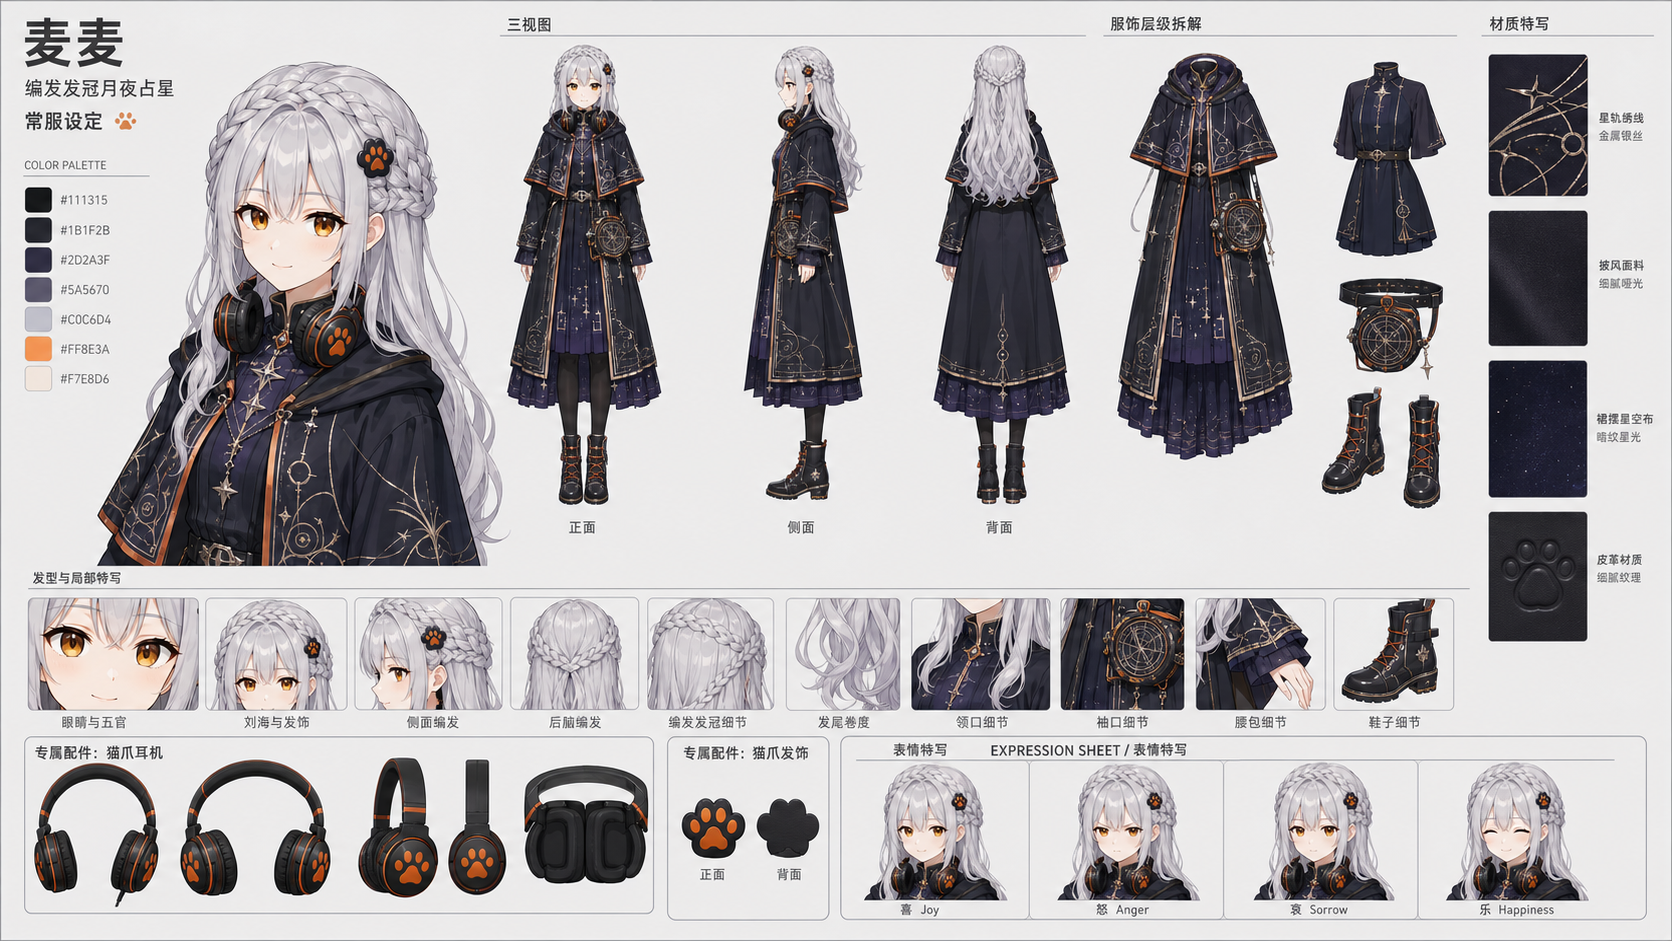 麦麦
编发发冠月夜占星
常服设定
COLOR PALETTE
#111315
#1B1F2B
#2D2A3F
#5A5670
#C0C6D4
#FF8E3A
#F7E8D6
三视图
正面
侧面
背面
服饰层级拆解
材质特写
星轨绣线
金属银丝
披风面料
细腻哑光
裙摆星空布
暗纹星光
皮革材质
细腻纹理
发型与局部特写
眼睛与五官
刘海与发饰
侧面编发
后脑编发
编发发冠细节
发尾卷度
领口细节
袖口细节
腰包细节
鞋子细节
专属配件：猫爪耳机
专属配件：猫爪发饰
正面
背面
表情特写
EXPRESSION SHEET / 表情特写
喜 Joy
怒 Anger
哀 Sorrow
乐 Happiness